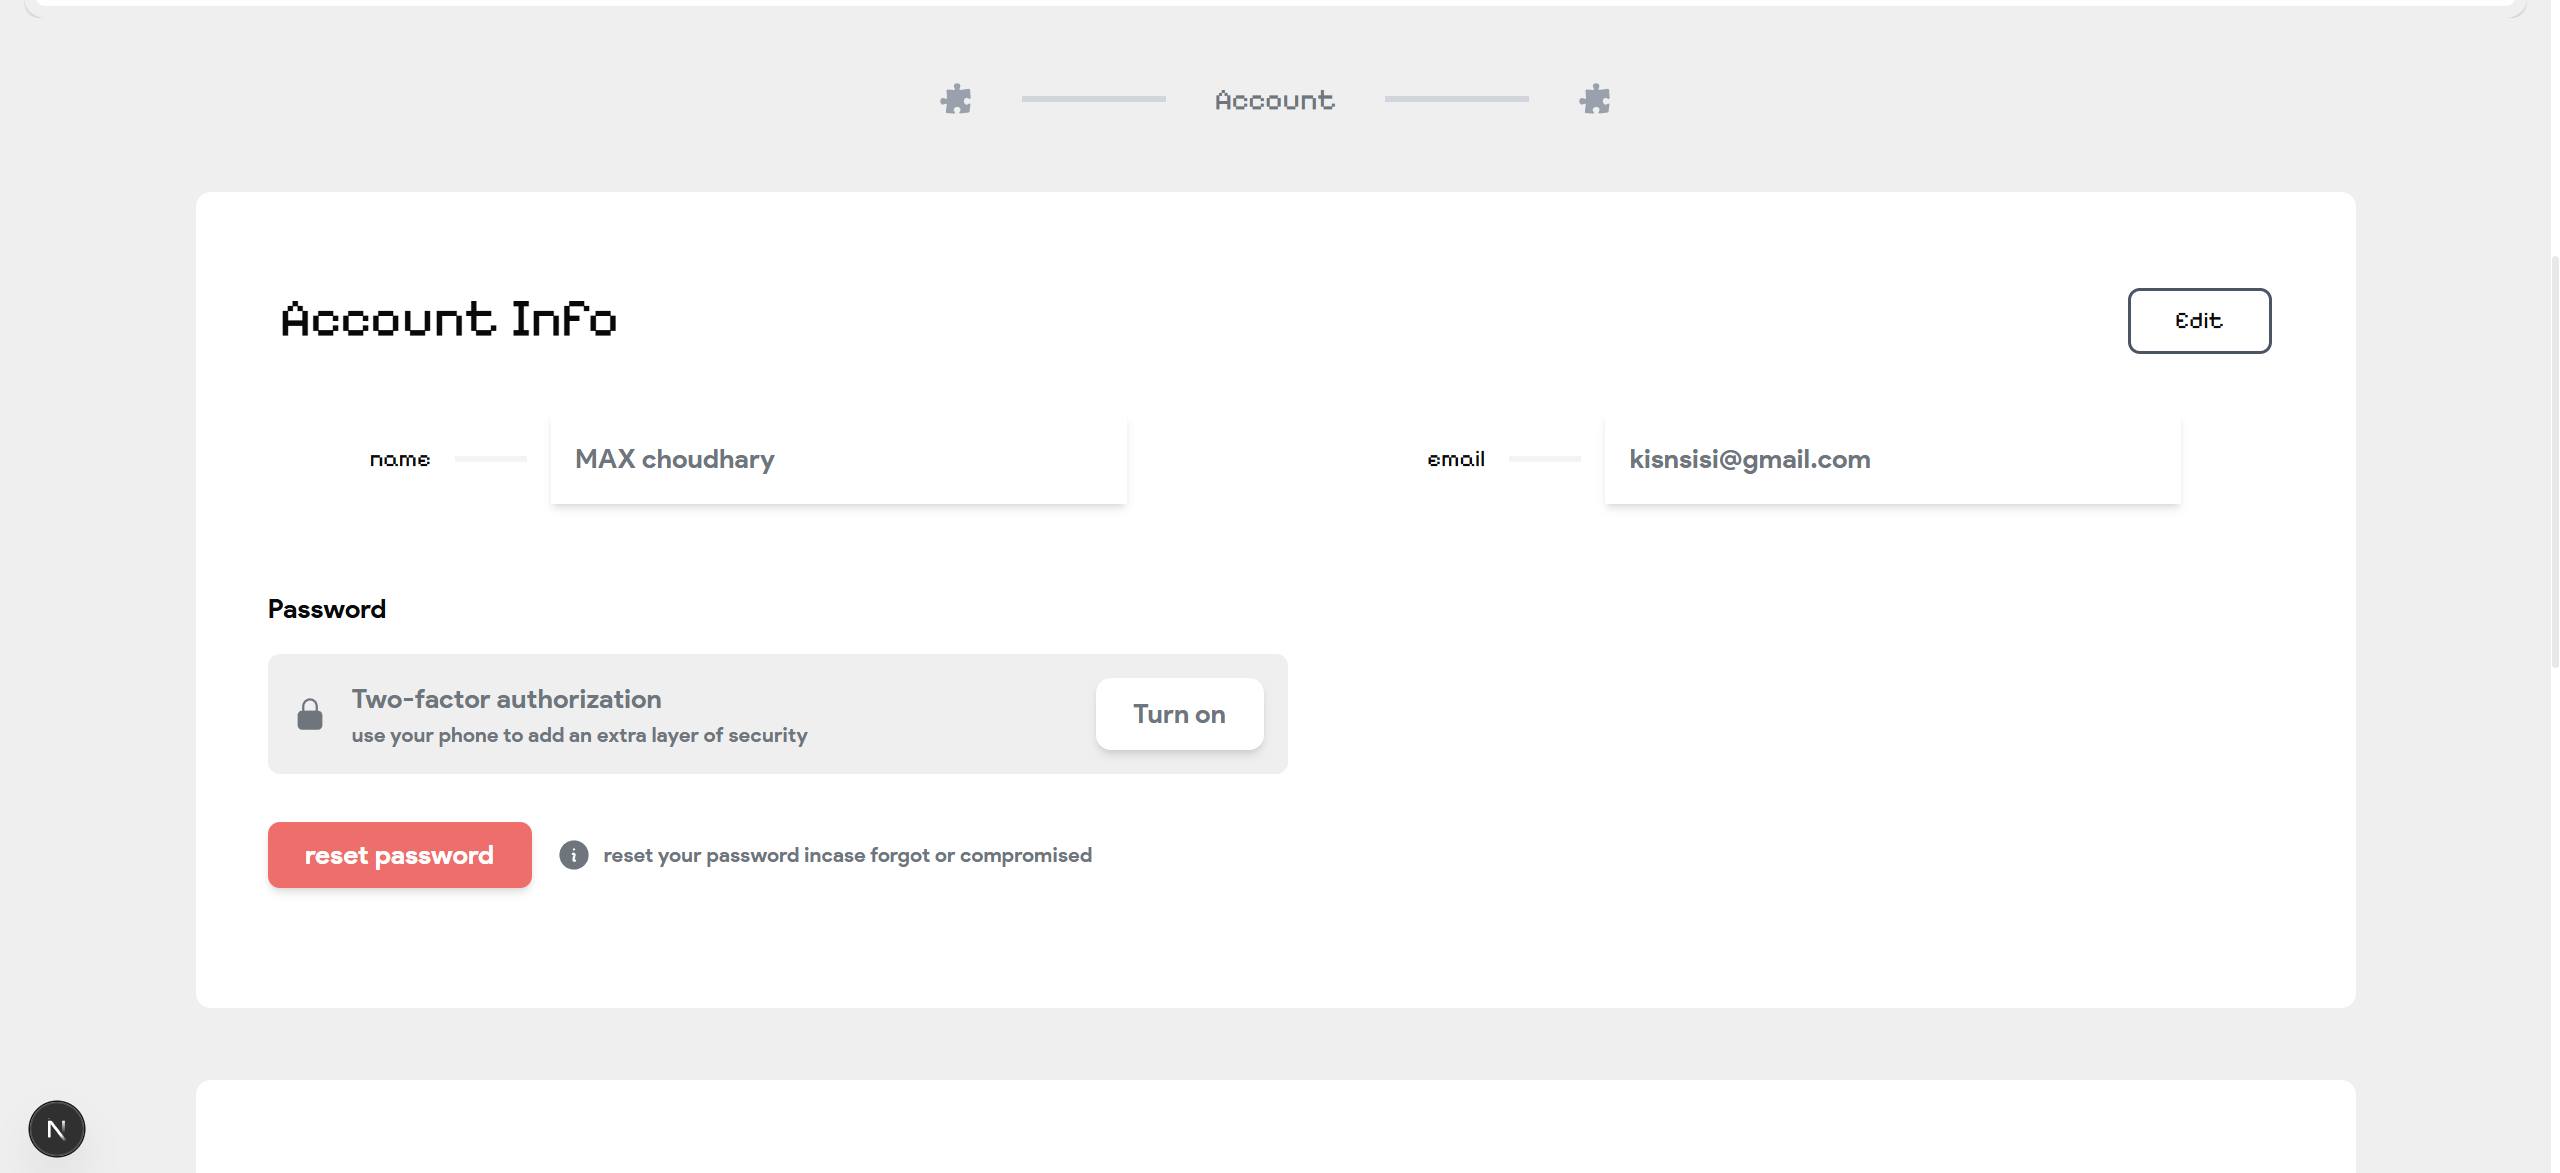 Account
Account Info
Edit
name
MAX choudhary
email
kisnsisi@gmail.com
Password
Two-factor authorization
use your phone to add an extra layer of security
Turn on
reset password
reset your password incase forgot or compromised
N